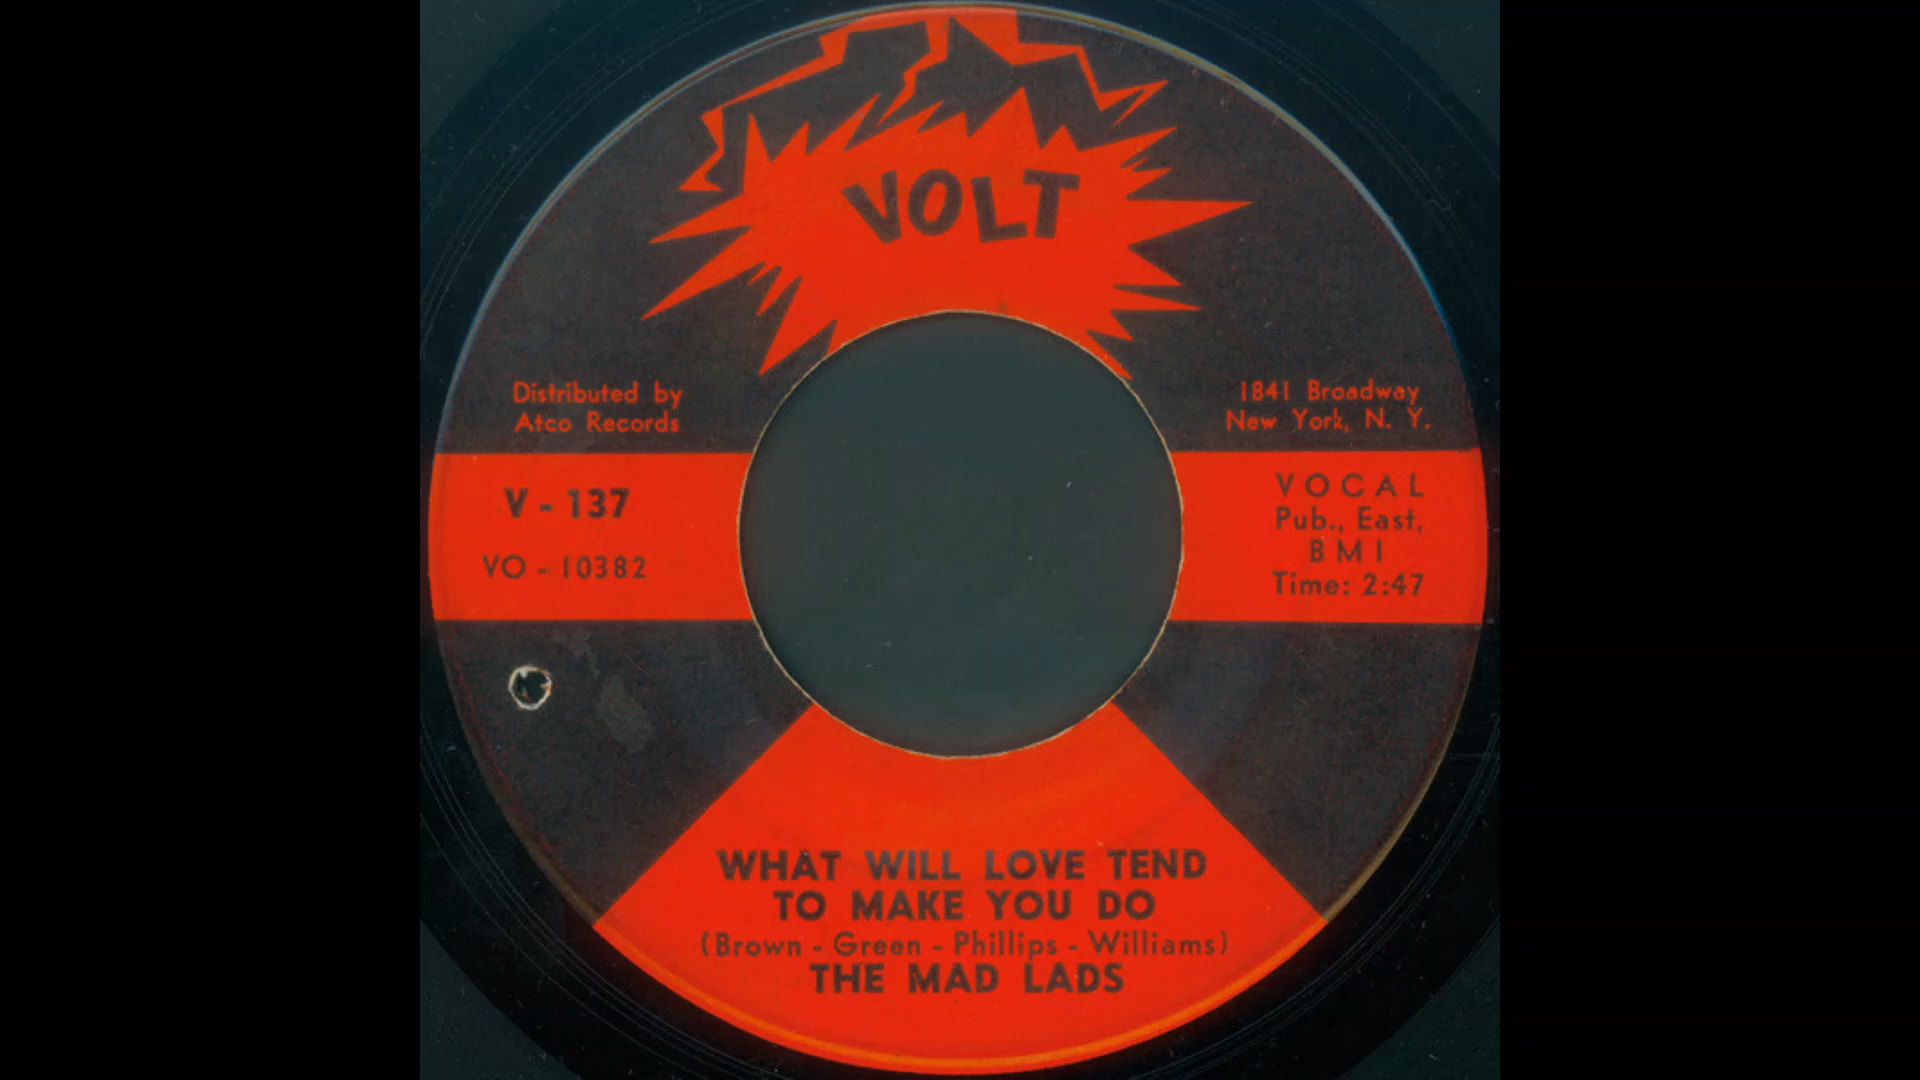 VOLT
Distributed by
Atco Records
1841 Broadway
New York, N. Y.
V - 137
VO - 10382
VOCAL
Pub., East,
BMI
Time: 2:47
WHAT WILL LOVE TEND
TO MAKE YOU DO
(Brown - Green - Phillips - Williams)
THE MAD LADS